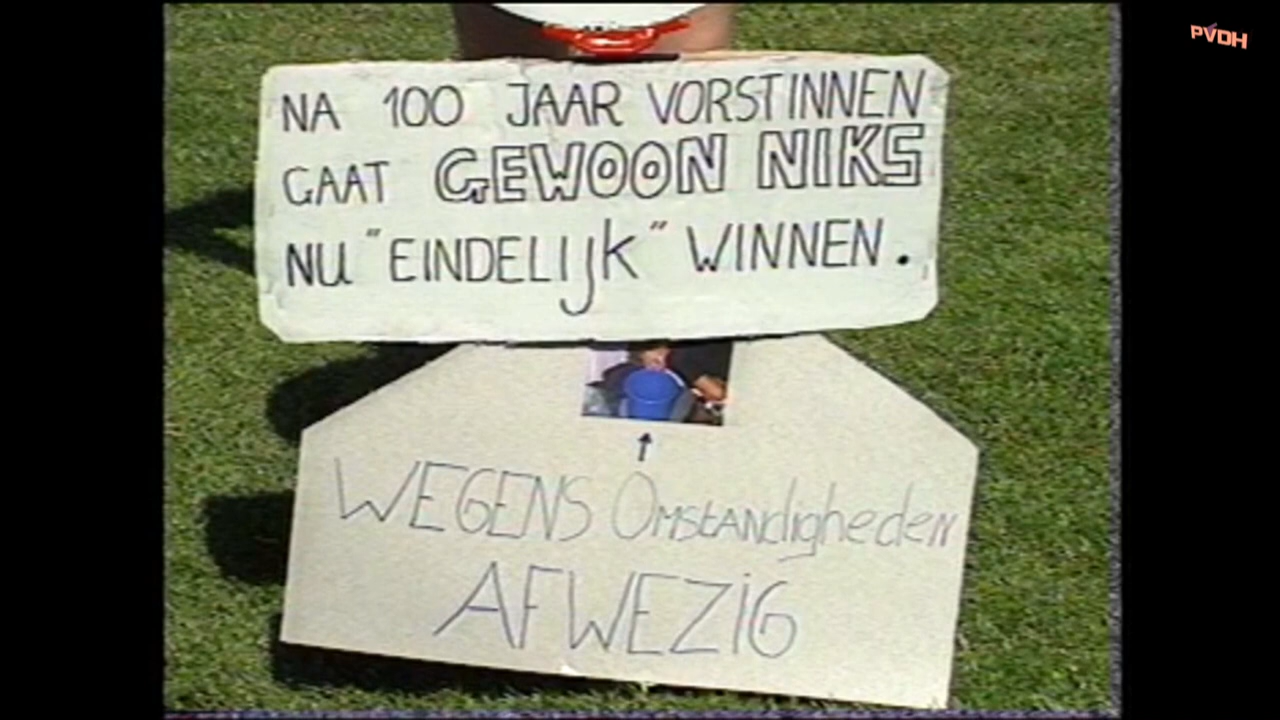 PVDH
NA 100 JAAR VORSTINNEN
GAAT GEWOON NIKS
NU "EINDELIJK" WINNEN.
WEGENS Omstandigheden
AFWEZIG